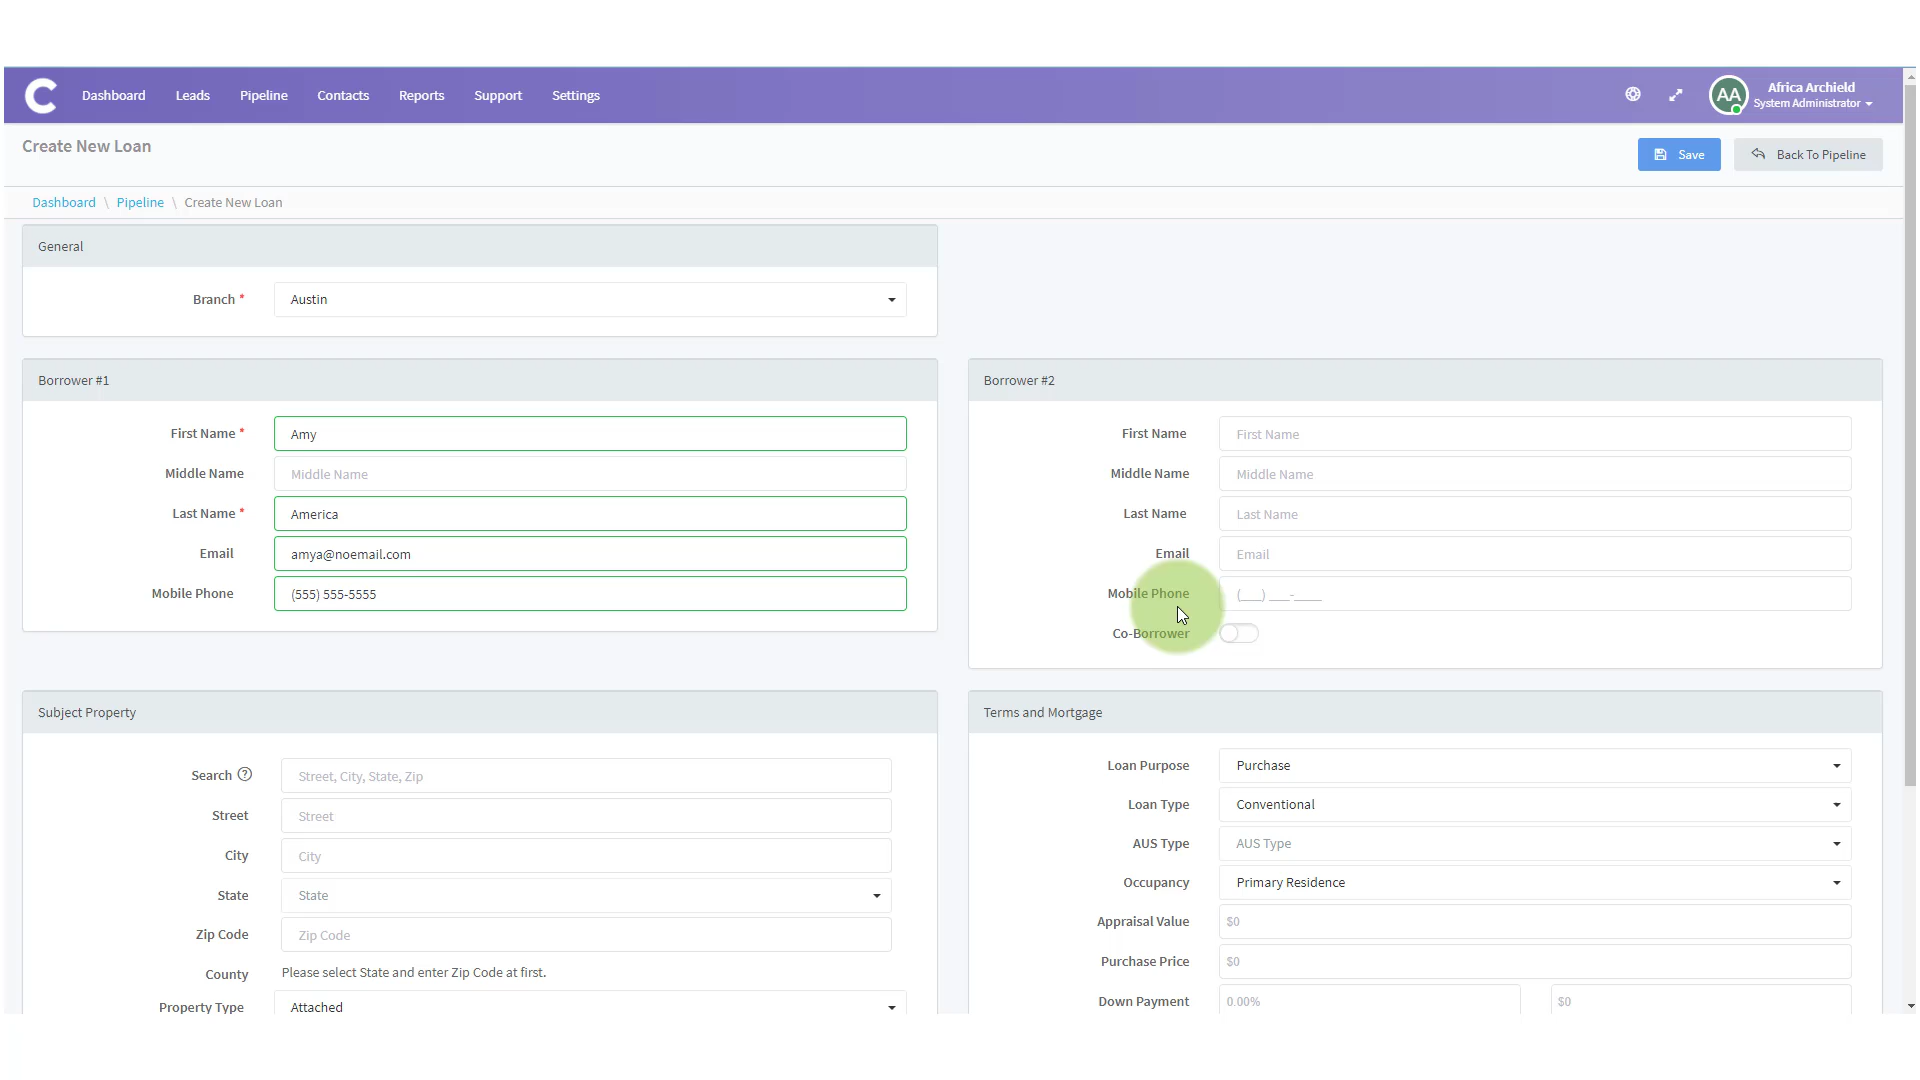 C Dashboard Leads Pipeline Contacts Reports Support Settings
AA Africa Archield
System Administrator
Create New Loan
Save Back To Pipeline
Dashboard \ Pipeline \ Create New Loan
General
Branch * Austin
Borrower #1
First Name * Amy
Middle Name Middle Name
Last Name * America
Email amya@noemail.com
Mobile Phone (555) 555-5555
Borrower #2
First Name First Name
Middle Name Middle Name
Last Name Last Name
Email Email
Mobile Phone (___) ___-____
Co-Borrower
Subject Property
Search ? Street, City, State, Zip
Street Street
City City
State State
Zip Code Zip Code
County Please select State and enter Zip Code at first.
Property Type Attached
Terms and Mortgage
Loan Purpose Purchase
Loan Type Conventional
AUS Type AUS Type
Occupancy Primary Residence
Appraisal Value $0
Purchase Price $0
Down Payment 0.00% $0